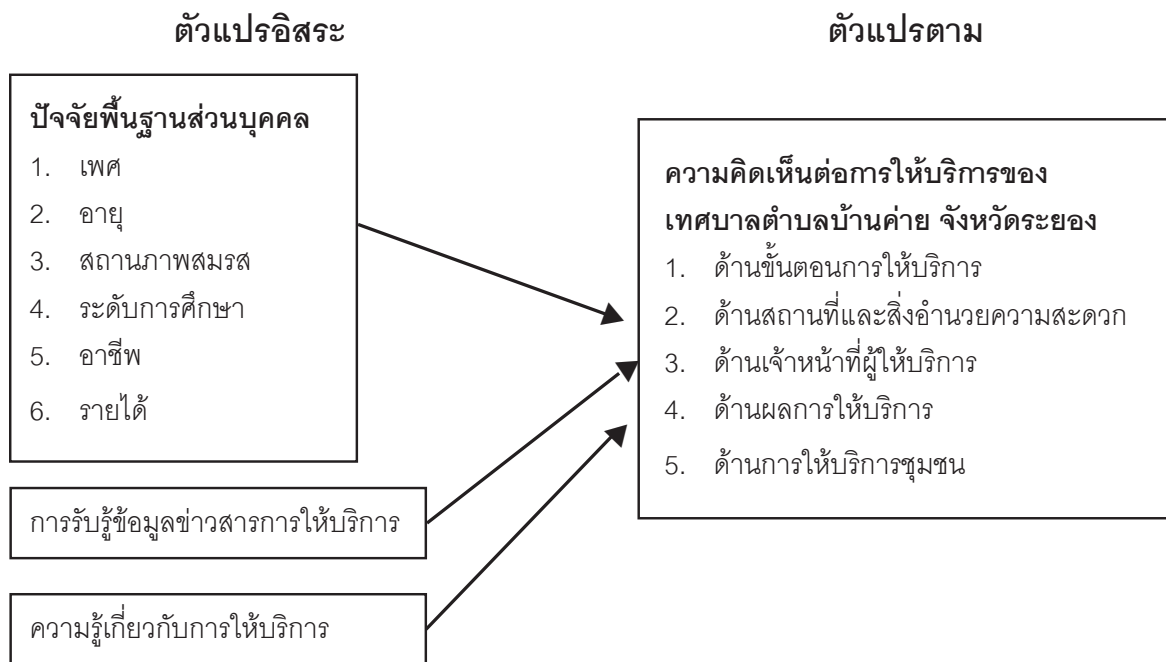 ตัวแปรอิสระ
ปัจจัยพื้นฐานส่วนบุคคล
1. เพศ
2. อายุ
3. สถานภาพสมรส
4. ระดับการศึกษา
5. อาชีพ
6. รายได้
การรับรู้ข้อมูลข่าวสารการให้บริการ
ความรู้เกี่ยวกับการให้บริการ
ตัวแปรตาม
ความคิดเห็นต่อการให้บริการของ
เทศบาลตำบลบ้านค่าย จังหวัดระยอง
1. ด้านขั้นตอนการให้บริการ
2. ด้านสถานที่และสิ่งอำนวยความสะดวก
3. ด้านเจ้าหน้าที่ผู้ให้บริการ
4. ด้านผลการให้บริการ
5. ด้านการให้บริการชุมชน